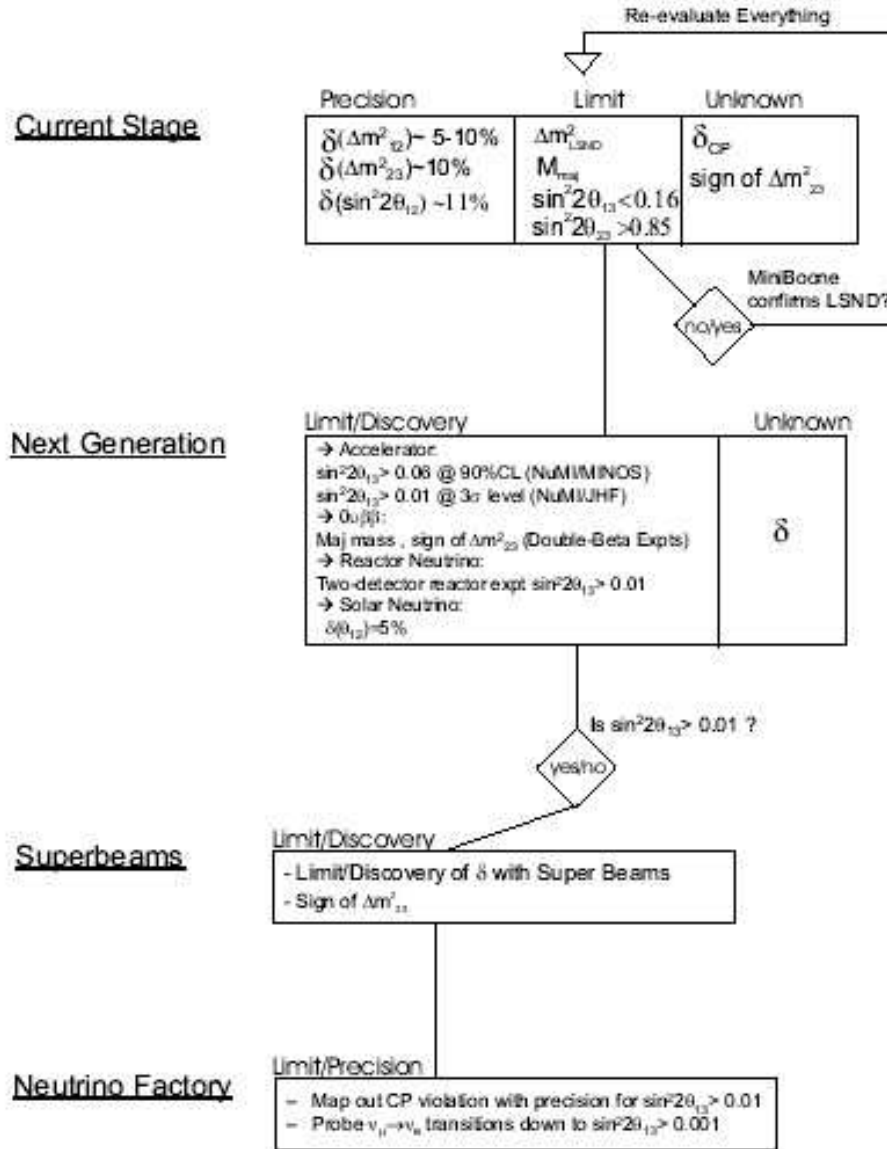 Re-evaluate Everything
Current Stage
Precision Limit Unknown
δ(Δm²₁₂)~ 5-10% Δm²LSND δCP
δ(Δm²₂₃)~10% Mmaj sign of Δm²₂₃
δ(sin²2θ₁₂) ~11% sin²2θ₁₃<0.16
sin²2θ₂₃ >0.85
MiniBoone
confirms LSND?
no/yes
Next Generation
Limit/Discovery Unknown
→ Accelerator:
sin²2θ₁₃> 0.06 @ 90%CL (NuMI/MINOS)
sin²2θ₁₃> 0.01 @ 3σ level (NuMI/JHF)
→ 0υββ:
Maj mass , sign of Δm²₂₃ (Double-Beta Expts)
δ
→ Reactor Neutrino:
Two-detector reactor expt sin²2θ₁₃> 0.01
→ Solar Neutrino:
δ(θ₁₂)=5%
Is sin²2θ₁₃> 0.01 ?
yes/no
Superbeams
Limit/Discovery
- Limit/Discovery of δ with Super Beams
- Sign of Δm²₂₃
Neutrino Factory
Limit/Precision
– Map out CP violation with precision for sin²2θ₁₃> 0.01
– Probe νμ→νe transitions down to sin²2θ₁₃> 0.001